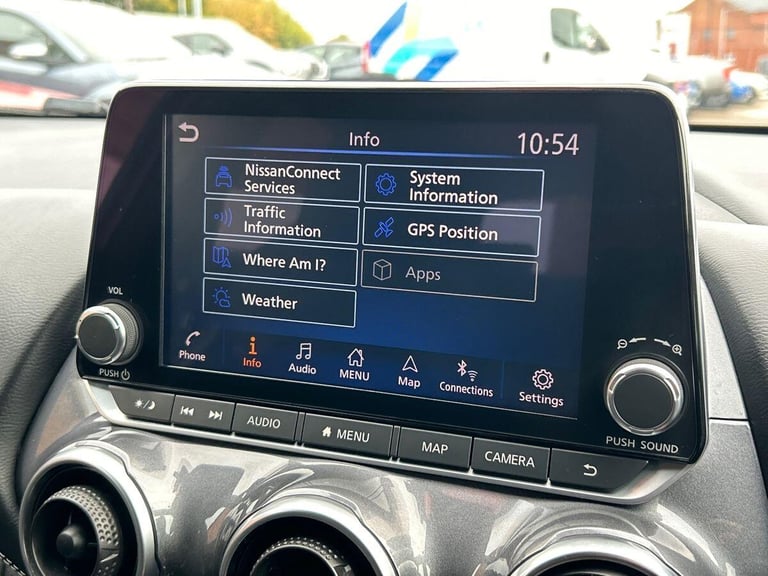 Info
10:54
NissanConnect
Services
System
Information
Traffic
Information
GPS Position
Where Am I?
Apps
Weather
Phone
Info
Audio
MENU
Map
Connections
Settings
VOL
PUSH
PUSH SOUND
AUDIO
MENU
MAP
CAMERA